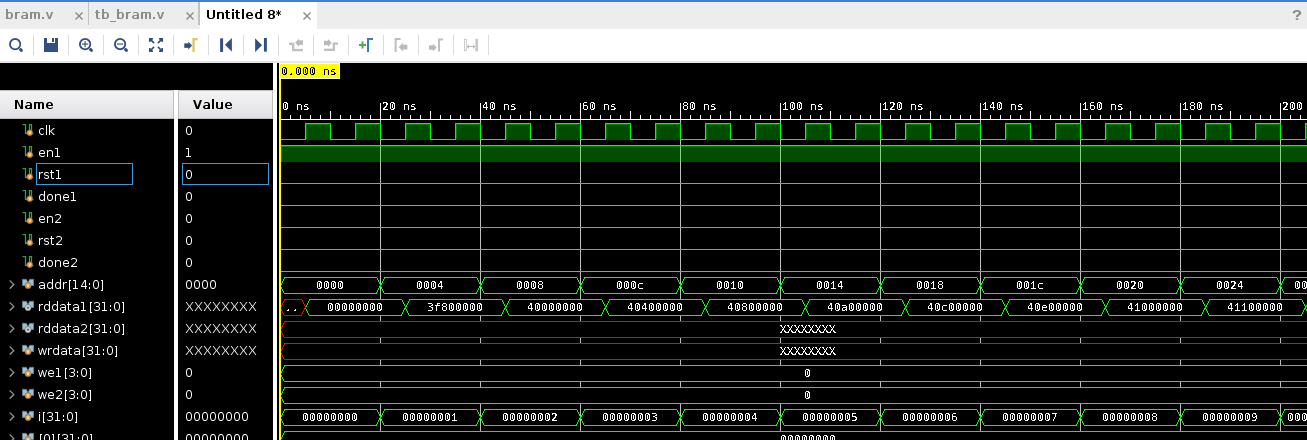 bram.v × tb_bram.v × Untitled 8* × ?
0.000 ns
Name Value
0 ns 20 ns 40 ns 60 ns 80 ns 100 ns 120 ns 140 ns 160 ns 180 ns 200
clk 0
en1 1
rst1 0
done1 0
en2 0
rst2 0
done2 0
addr[14:0] 0000 0000 0004 0008 000c 0010 0014 0018 001c 0020 0024 00
rddata1[31:0] XXXXXXXX .. 00000000 3f800000 40000000 40400000 40800000 40a00000 40c00000 40e00000 41000000 41100000
rddata2[31:0] XXXXXXXX XXXXXXXX
wrdata[31:0] XXXXXXXX XXXXXXXX
we1[3:0] 0 0
we2[3:0] 0 0
i[31:0] 00000000 00000000 00000001 00000002 00000003 00000004 00000005 00000006 00000007 00000008 00000009 000
[0][31:0] 00000000 00000000